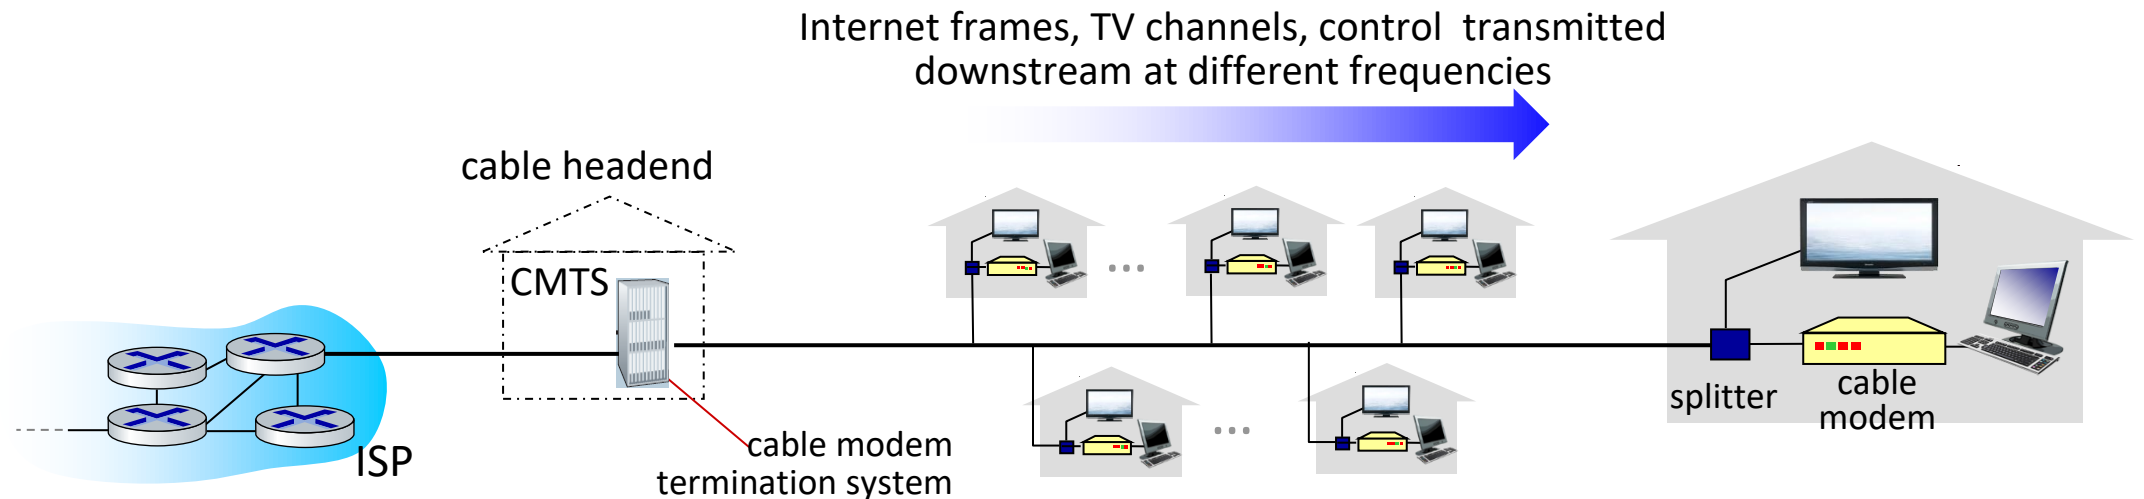 Internet frames, TV channels, control  transmitted
downstream at different frequencies
cable headend
CMTS
ISP
cable modem
termination system
splitter
cable
modem